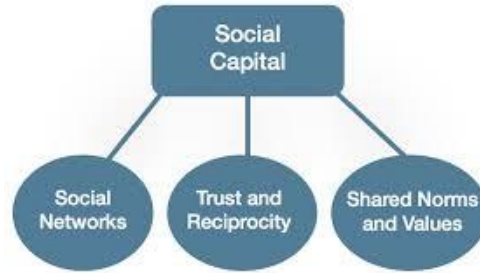 Social
Capital
Social
Networks
Trust and
Reciprocity
Shared Norms
and Values